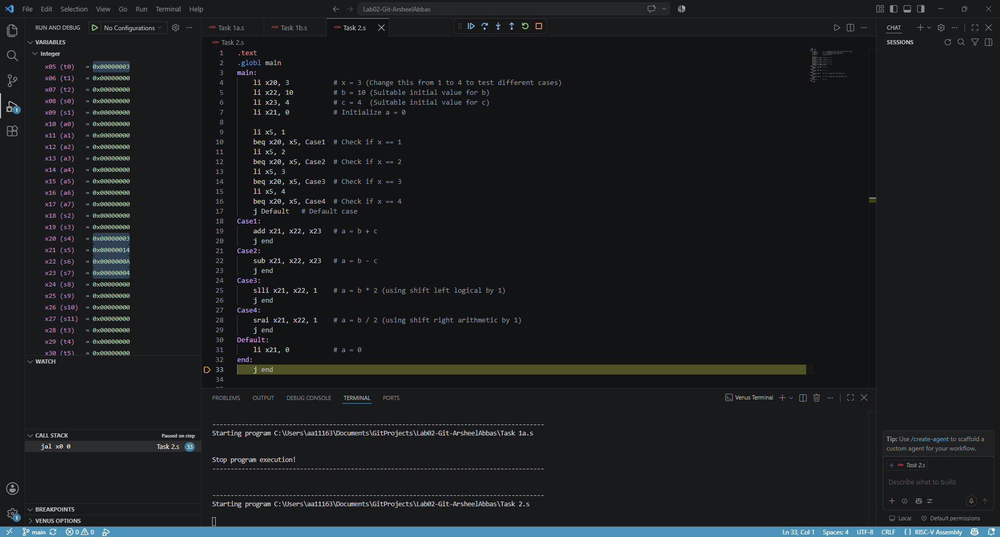 File Edit Selection View Go Run Terminal Help
Lab02-Git-ArsheelAbbas
RUN AND DEBUG
No Configurations
VARIABLES
Integer
x05 (t0) = 0x00000003
x06 (t1) = 0x00000000
x07 (t2) = 0x00000000
x08 (s0) = 0x00000000
x09 (s1) = 0x00000000
x10 (a0) = 0x00000000
x11 (a1) = 0x00000000
x12 (a2) = 0x00000000
x13 (a3) = 0x00000000
x14 (a4) = 0x00000000
x15 (a5) = 0x00000000
x16 (a6) = 0x00000000
x17 (a7) = 0x00000000
x18 (s2) = 0x00000000
x19 (s3) = 0x00000000
x20 (s4) = 0x00000003
x21 (s5) = 0x00000014
x22 (s6) = 0x0000000A
x23 (s7) = 0x00000004
x24 (s8) = 0x00000000
x25 (s9) = 0x00000000
x26 (s10) = 0x00000000
x27 (s11) = 0x00000000
x28 (t3) = 0x00000000
x29 (t4) = 0x00000000
x30 (t5) = 0x00000000
WATCH
CALL STACK Paused on step
jal x0 0 Task 2.s 33
BREAKPOINTS
VENUS OPTIONS
1
1
ASM Task 1a.s
ASM Task 1b.s
ASM Task 2.s
ASM Task 2.s
1 .text
2 .globl main
3 main:
4 li x20, 3 # x = 3 (Change this from 1 to 4 to test different cases)
5 li x22, 10 # b = 10 (Suitable initial value for b)
6 li x23, 4 # c = 4 (Suitable initial value for c)
7 li x21, 0 # Initialize a = 0
8
9 li x5, 1
10 beq x20, x5, Case1 # Check if x == 1
11 li x5, 2
12 beq x20, x5, Case2 # Check if x == 2
13 li x5, 3
14 beq x20, x5, Case3 # Check if x == 3
15 li x5, 4
16 beq x20, x5, Case4 # Check if x == 4
17 j Default # Default case
18 Case1:
19 add x21, x22, x23 # a = b + c
20 j end
21 Case2:
22 sub x21, x22, x23 # a = b - c
23 j end
24 Case3:
25 slli x21, x22, 1 # a = b * 2 (using shift left logical by 1)
26 j end
27 Case4:
28 srai x21, x22, 1 # a = b / 2 (using shift right arithmetic by 1)
29 j end
30 Default:
31 li x21, 0 # a = 0
32 end:
33 j end
34
PROBLEMS OUTPUT DEBUG CONSOLE TERMINAL PORTS
Venus Terminal
-------------------------------------------------------------------------
Starting program C:\Users\aa11163\Documents\GitProjects\Lab02-Git-ArsheelAbbas\Task 1a.s
Stop program execution!
-------------------------------------------------------------------------
-------------------------------------------------------------------------
Starting program C:\Users\aa11163\Documents\GitProjects\Lab02-Git-ArsheelAbbas\Task 2.s
CHAT
SESSIONS
Tip: Use /create-agent to scaffold a
custom agent for your workflow.
ASM Task 2.s
Describe what to build
Local Default permissions
main 0 0
Ln 33, Col 1 Spaces: 4 UTF-8 CRLF { } RISC-V Assembly